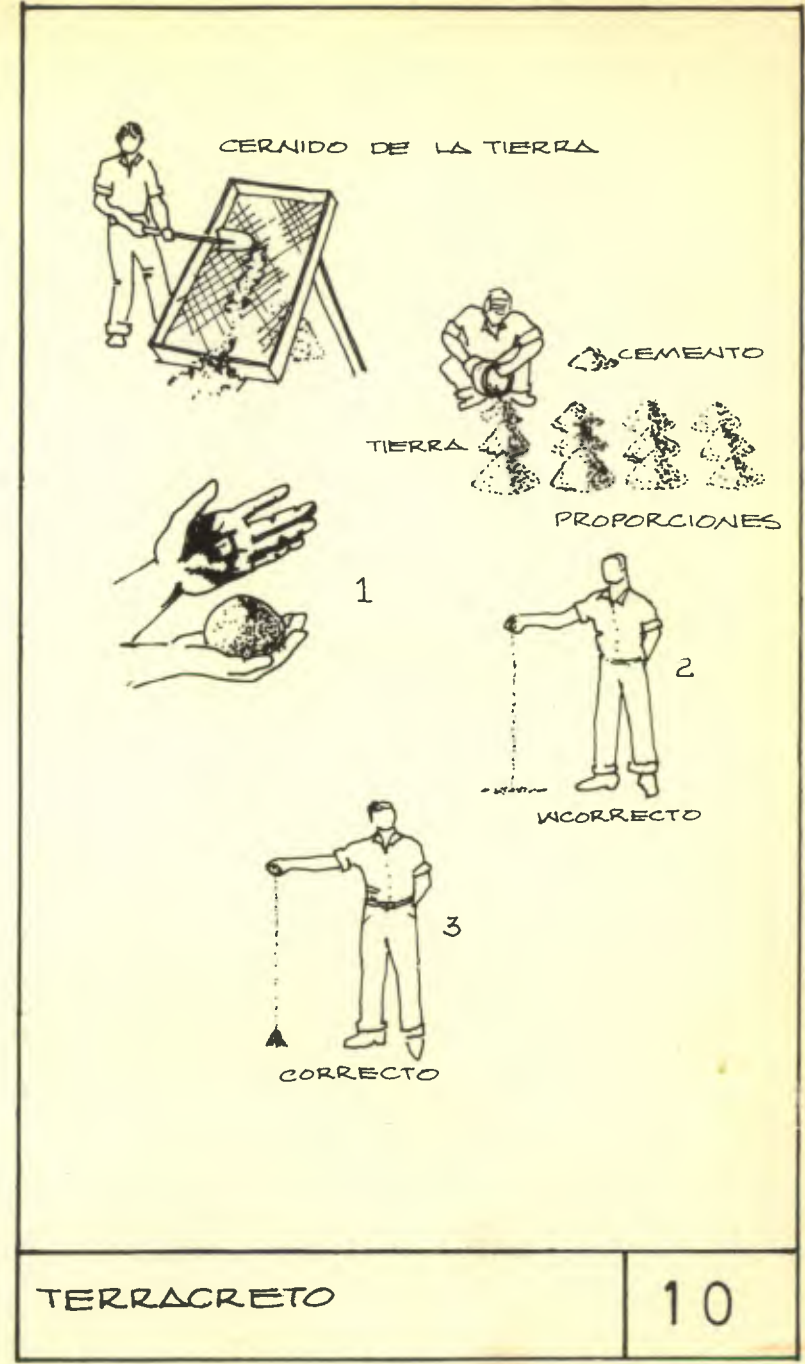 CERNIDO DE LA TIERRA
CEMENTO
TIERRA
PROPORCIONES
1
2
INCORRECTO
3
CORRECTO
TERRACRETO
10